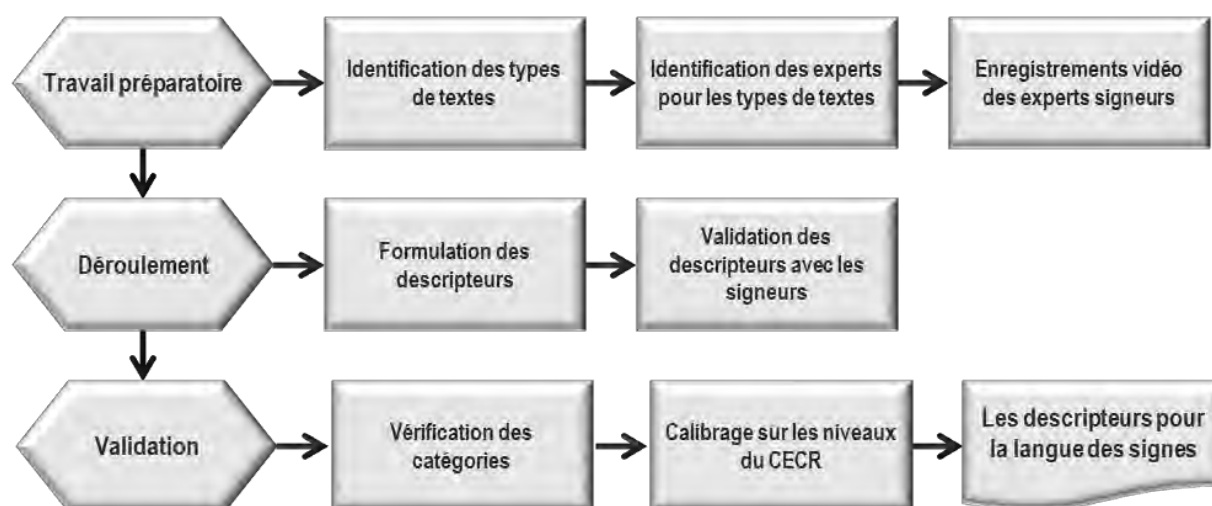 Travail préparatoire
Identification des types
de textes
Identification des experts
pour les types de textes
Enregistrements vidéo
des experts signeurs
Déroulement
Formulation des
descripteurs
Validation des
descripteurs avec les
signeurs
Validation
Vérification des
catégories
Calibrage sur les niveaux
du CECR
Les descripteurs pour
la langue des signes